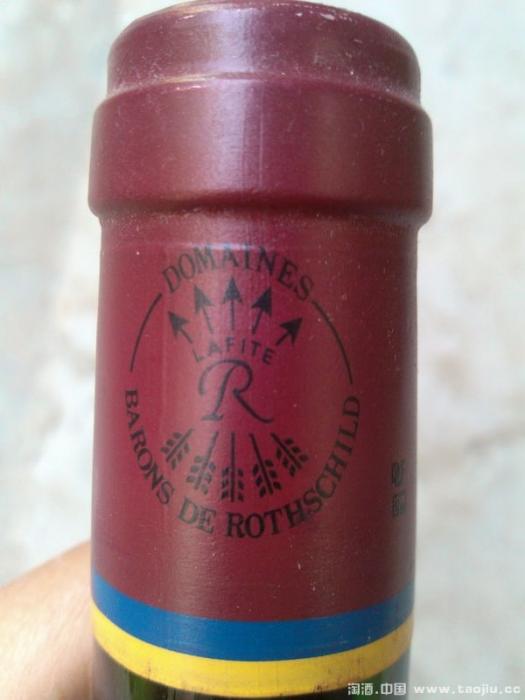 DOMAINES
LAFITE
R
BARONS DE ROTHSCHILD
淘酒.中国 www.taojiu.cc